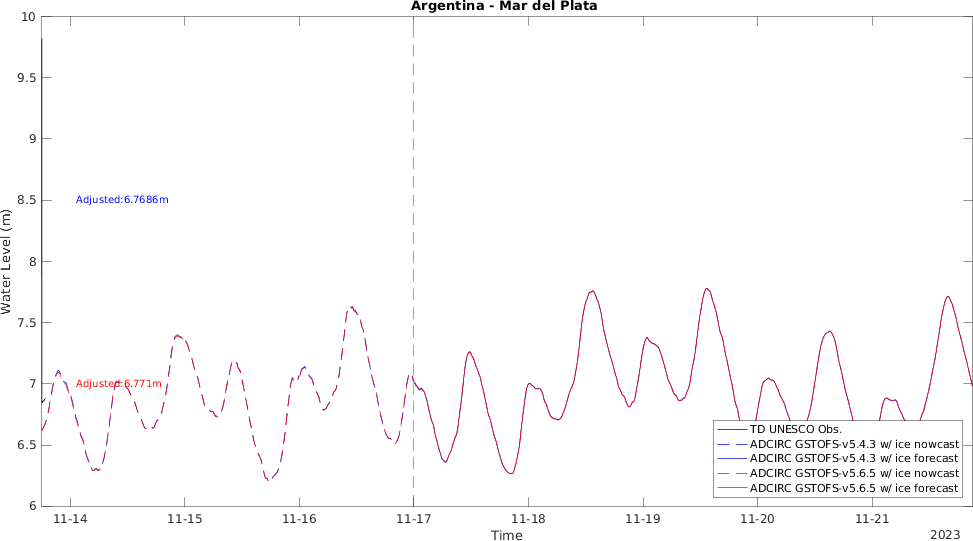 Argentina - Mar del Plata
10
9.5
9
8.5
8
7.5
7
6.5
6
Water Level (m)
Adjusted:6.7686m
Adjusted:6.771m
TD UNESCO Obs.
ADCIRC GSTOFS-v5.4.3 w/ ice nowcast
ADCIRC GSTOFS-v5.4.3 w/ ice forecast
ADCIRC GSTOFS-v5.6.5 w/ ice nowcast
ADCIRC GSTOFS-v5.6.5 w/ ice forecast
11-14 11-15 11-16 11-17 11-18 11-19 11-20 11-21
Time
2023